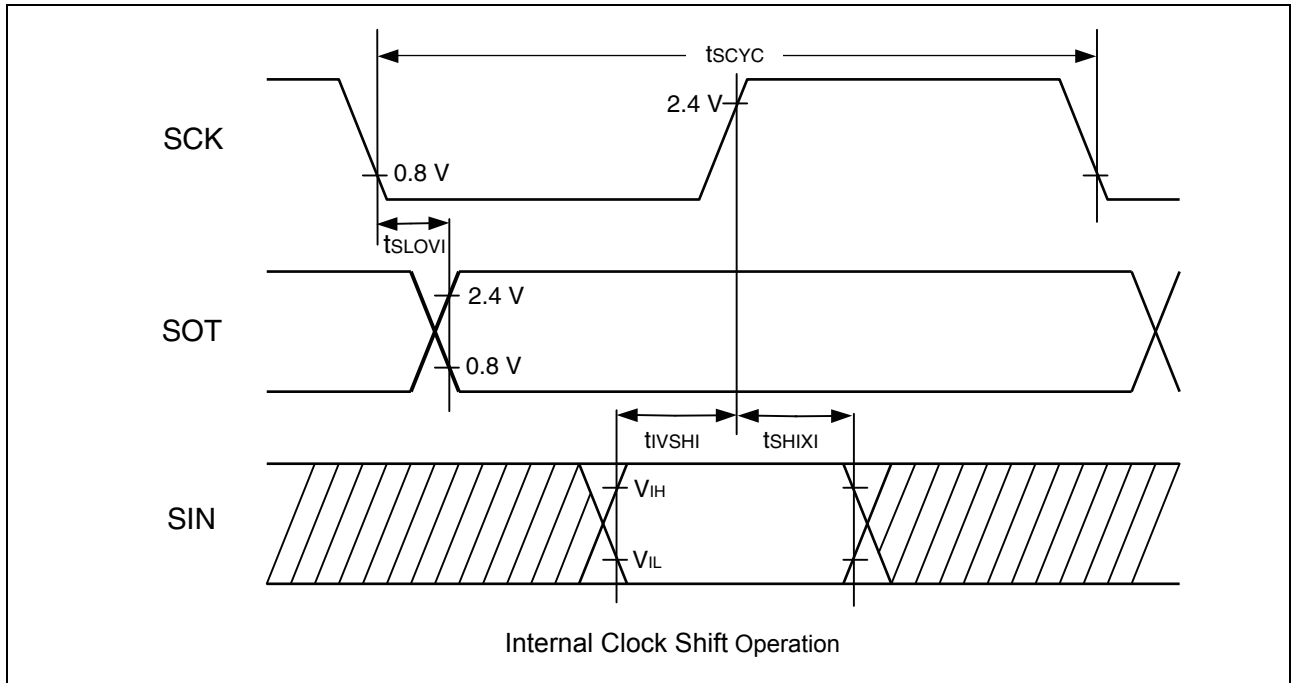 tSCYC
SCK
2.4 V
0.8 V
tSLOVI
SOT
2.4 V
0.8 V
tIVSHI
tSHIXI
SIN
VIH
VIL
Internal Clock Shift Operation